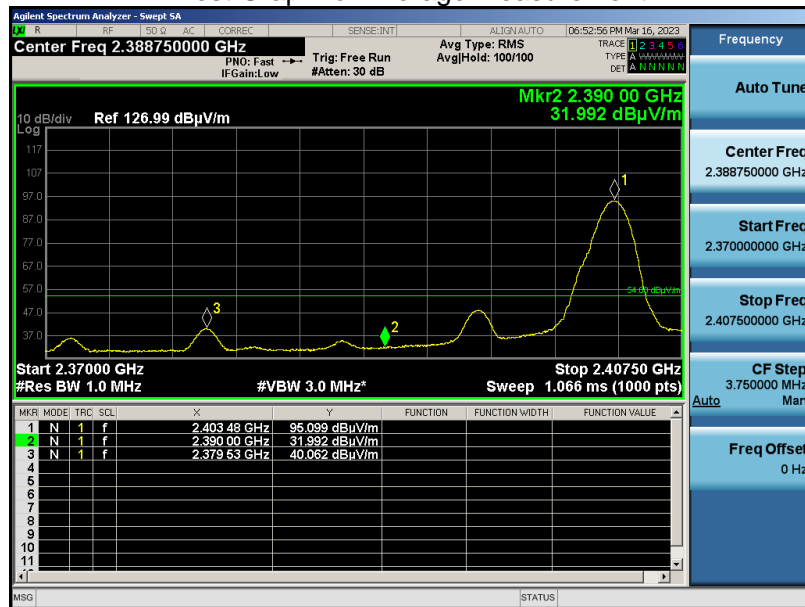 Agilent Spectrum Analyzer - Swept SA
LXI R RF 50 Ω AC CORREC SENSE:INT ALIGN AUTO 06:52:56 PM Mar 16, 2023
Center Freq 2.388750000 GHz
PNO: Fast
IFGain:Low
Trig: Free Run
#Atten: 30 dB
Avg Type: RMS
Avg|Hold: 100/100
TRACE 1 2 3 4 5 6
TYPE A WWWWW
DET A N N N N N
Mkr2 2.390 00 GHz
31.992 dBµV/m
10 dB/div Ref 126.99 dBµV/m
Log
117
107
97.0
87.0
77.0
67.0
57.0
47.0
37.0
1
2
3
54.00 dBµV/m
Start 2.37000 GHz Stop 2.40750 GHz
#Res BW 1.0 MHz #VBW 3.0 MHz* Sweep 1.066 ms (1000 pts)
MKR MODE TRC SCL X Y FUNCTION FUNCTION WIDTH FUNCTION VALUE
1 N 1 f 2.403 48 GHz 95.099 dBµV/m
2 N 1 f 2.390 00 GHz 31.992 dBµV/m
3 N 1 f 2.379 53 GHz 40.062 dBµV/m
4
5
6
7
8
9
10
11
MSG STATUS
Frequency
Auto Tune
Center Freq
2.388750000 GHz
Start Freq
2.370000000 GHz
Stop Freq
2.407500000 GHz
CF Step
3.750000 MHz
Auto Man
Freq Offset
0 Hz